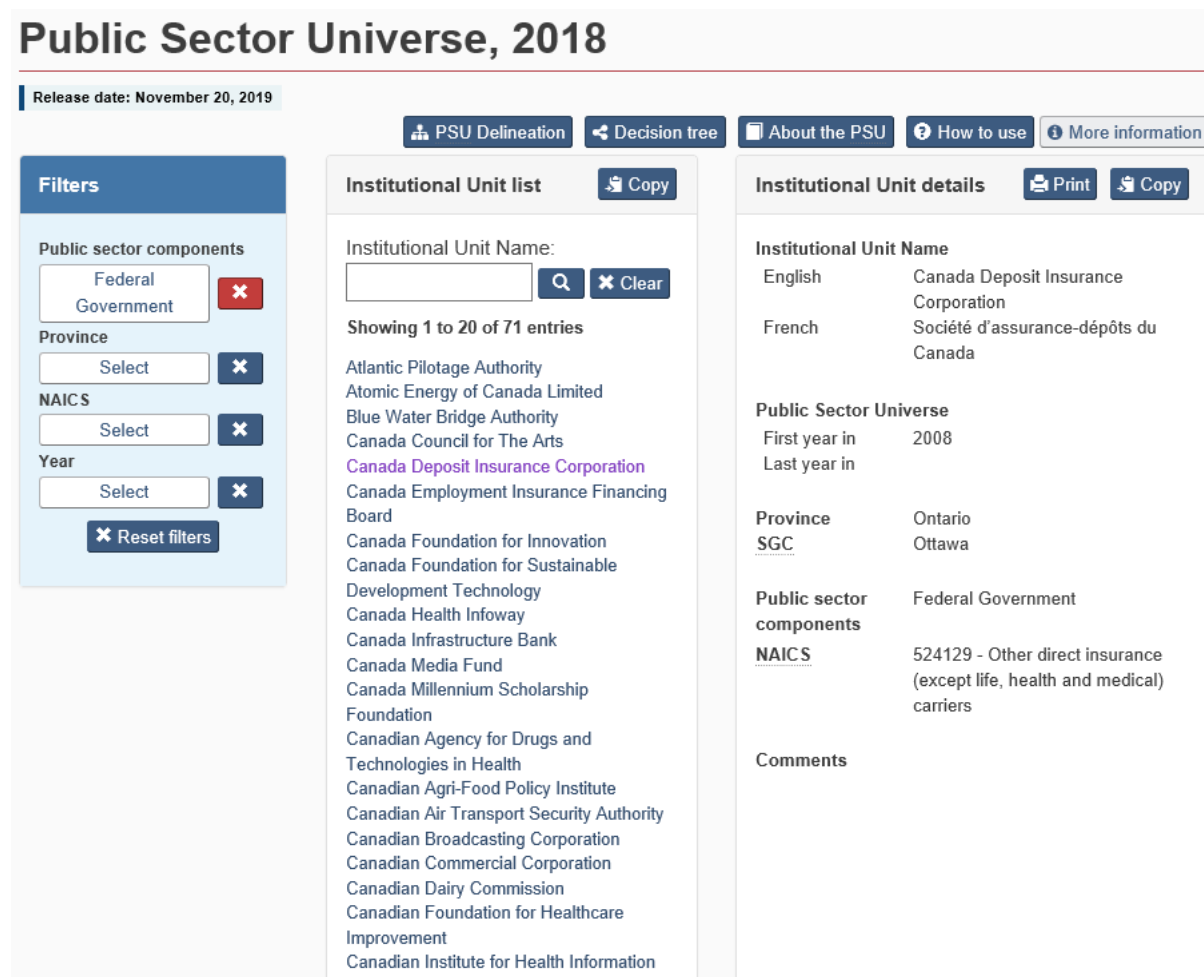 Public Sector Universe, 2018
Release date: November 20, 2019
PSU Delineation
Decision tree
About the PSU
How to use
More information
Filters
Public sector components
Federal
Government
Province
Select
NAICS
Select
Year
Select
Reset filters
Institutional Unit list
Copy
Institutional Unit Name:
Clear
Showing 1 to 20 of 71 entries
Atlantic Pilotage Authority
Atomic Energy of Canada Limited
Blue Water Bridge Authority
Canada Council for The Arts
Canada Deposit Insurance Corporation
Canada Employment Insurance Financing
Board
Canada Foundation for Innovation
Canada Foundation for Sustainable
Development Technology
Canada Health Infoway
Canada Infrastructure Bank
Canada Media Fund
Canada Millennium Scholarship
Foundation
Canadian Agency for Drugs and
Technologies in Health
Canadian Agri-Food Policy Institute
Canadian Air Transport Security Authority
Canadian Broadcasting Corporation
Canadian Commercial Corporation
Canadian Dairy Commission
Canadian Foundation for Healthcare
Improvement
Canadian Institute for Health Information
Institutional Unit details
Print
Copy
Institutional Unit Name
English Canada Deposit Insurance
Corporation
French Société d'assurance-dépôts du
Canada
Public Sector Universe
First year in 2008
Last year in
Province Ontario
SGC Ottawa
Public sector Federal Government
components
NAICS 524129 - Other direct insurance
(except life, health and medical)
carriers
Comments